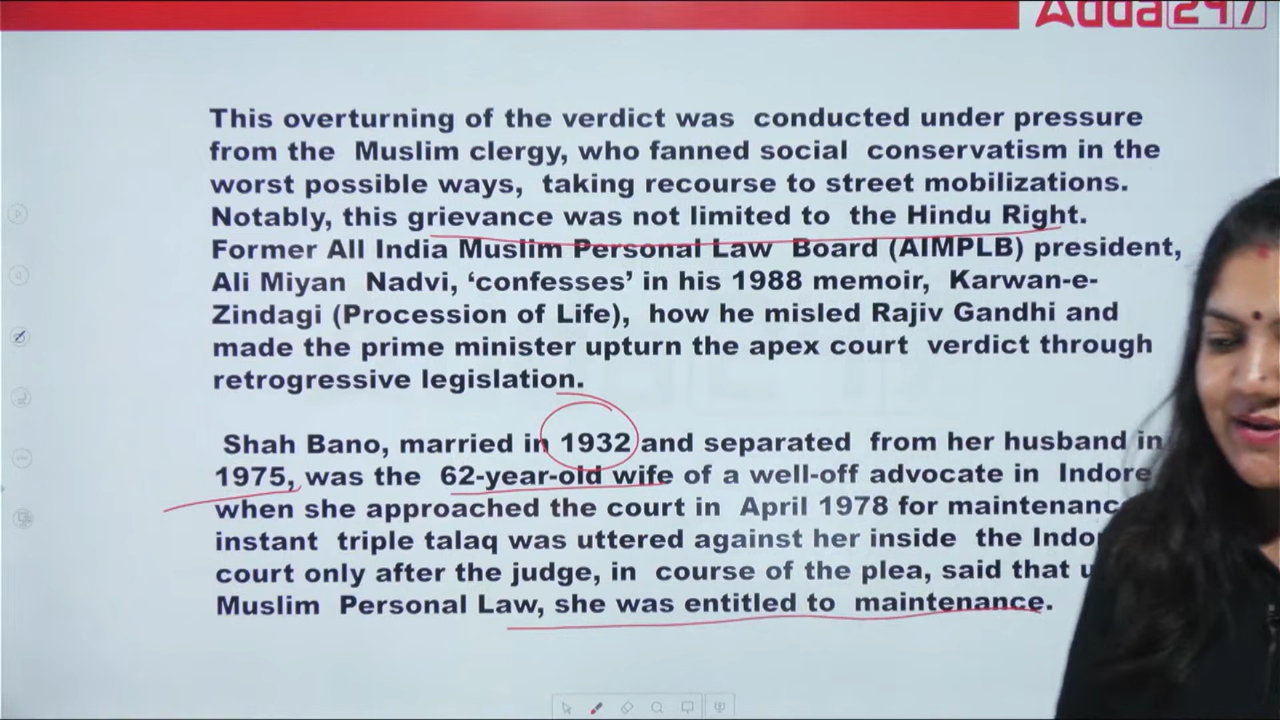 Adda247
This overturning of the verdict was conducted under pressure
from the Muslim clergy, who fanned social conservatism in the
worst possible ways, taking recourse to street mobilizations.
Notably, this grievance was not limited to the Hindu Right.
Former All India Muslim Personal Law Board (AIMPLB) president,
Ali Miyan Nadvi, ‘confesses’ in his 1988 memoir, Karwan-e-
Zindagi (Procession of Life), how he misled Rajiv Gandhi and
made the prime minister upturn the apex court verdict through
retrogressive legislation.
Shah Bano, married in 1932 and separated from her husband in
1975, was the 62-year-old wife of a well-off advocate in Indore
when she approached the court in April 1978 for
instant triple talaq was uttered against her inside the
court only after the judge, in course of the plea, said that
Muslim Personal Law, she was entitled to maintenance.